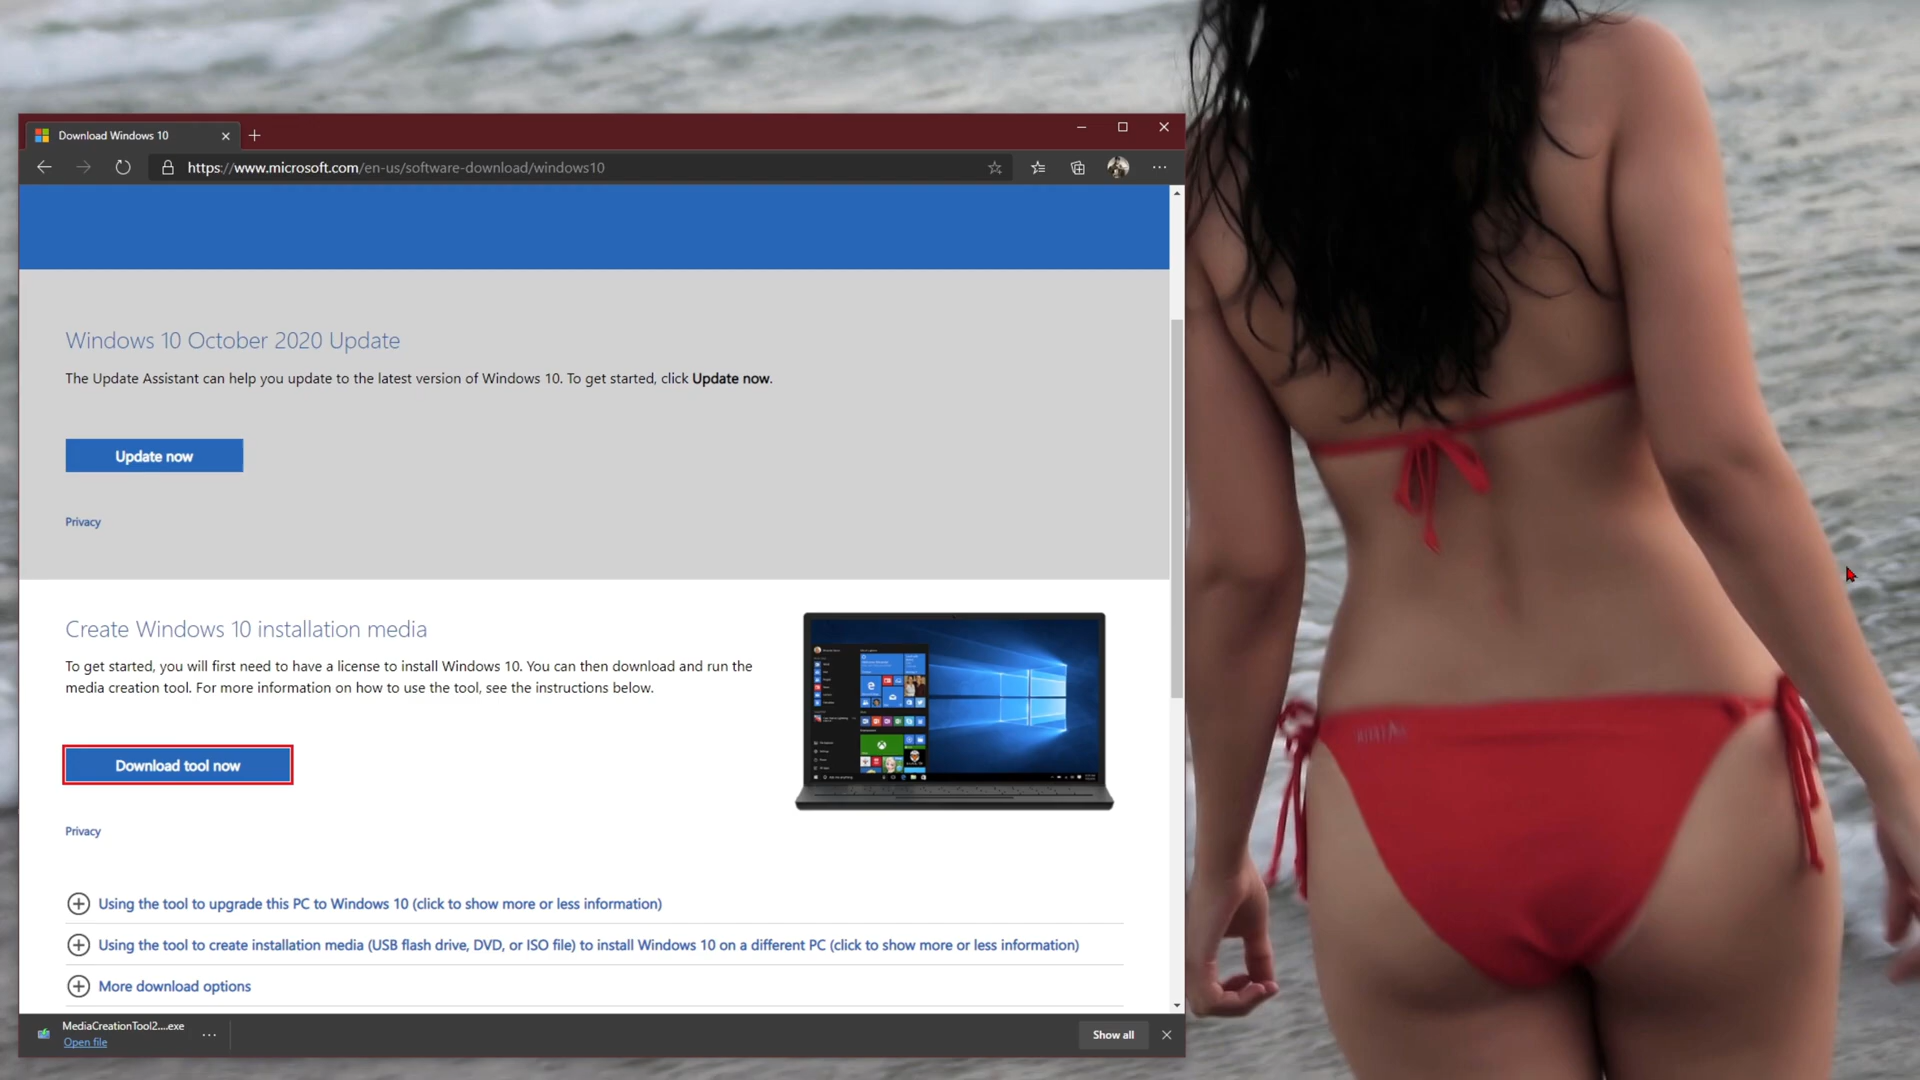 Download Windows 10
https://www.microsoft.com/en-us/software-download/windows10
Windows 10 October 2020 Update
The Update Assistant can help you update to the latest version of Windows 10. To get started, click Update now.
Update now
Privacy
Create Windows 10 installation media
To get started, you will first need to have a license to install Windows 10. You can then download and run the
media creation tool. For more information on how to use the tool, see the instructions below.
Download tool now
Privacy
Using the tool to upgrade this PC to Windows 10 (click to show more or less information)
Using the tool to create installation media (USB flash drive, DVD, or ISO file) to install Windows 10 on a different PC (click to show more or less information)
More download options
MediaCreationTool2....exe
Open file
Show all